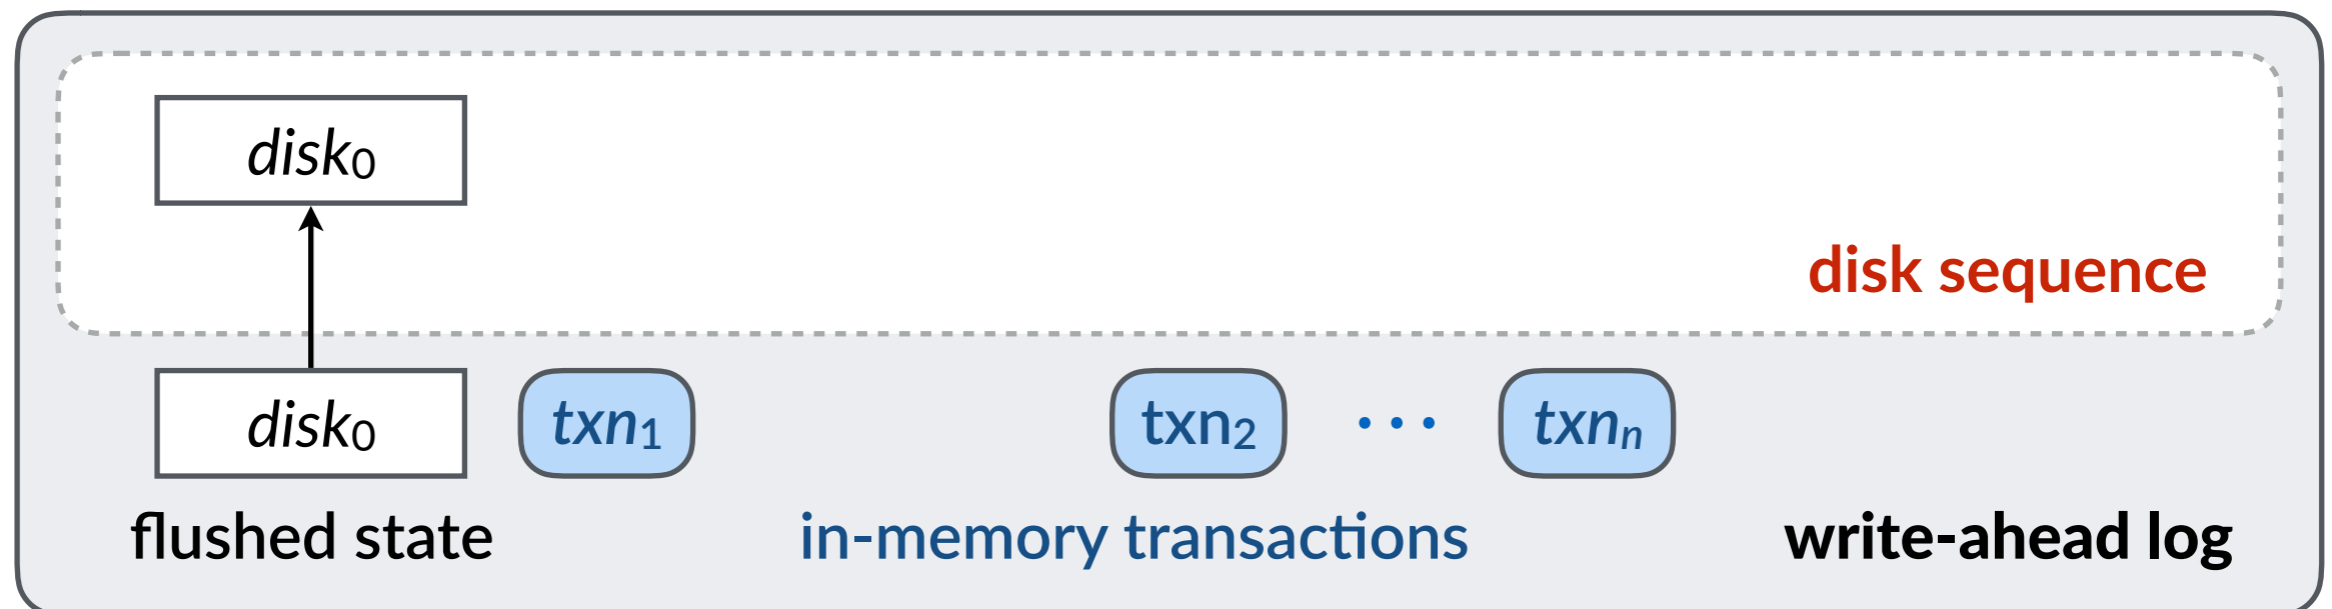 disk₀
disk sequence
disk₀ txn₁ txn₂ ··· txnₙ
flushed state in-memory transactions write-ahead log